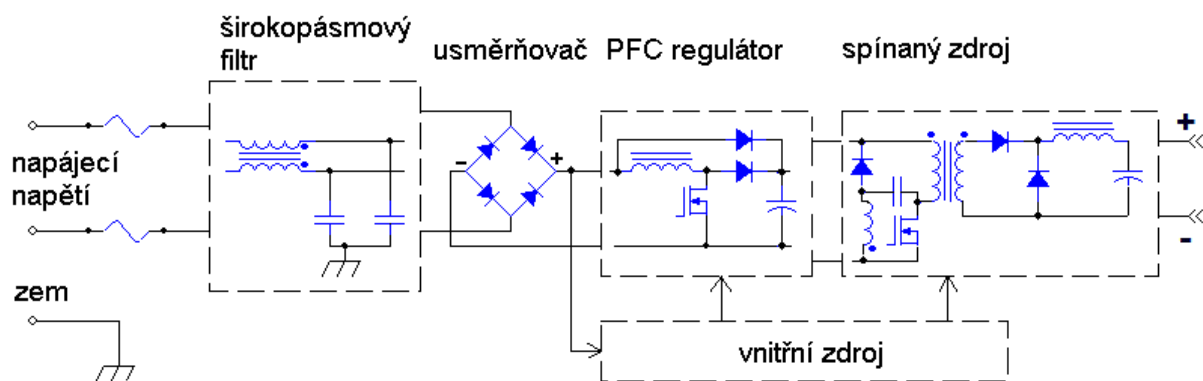 širokopásmový
filtr
usměrňovač
PFC regulátor
spínaný zdroj
napájecí
napětí
zem
vnitřní zdroj
-
+
+
-